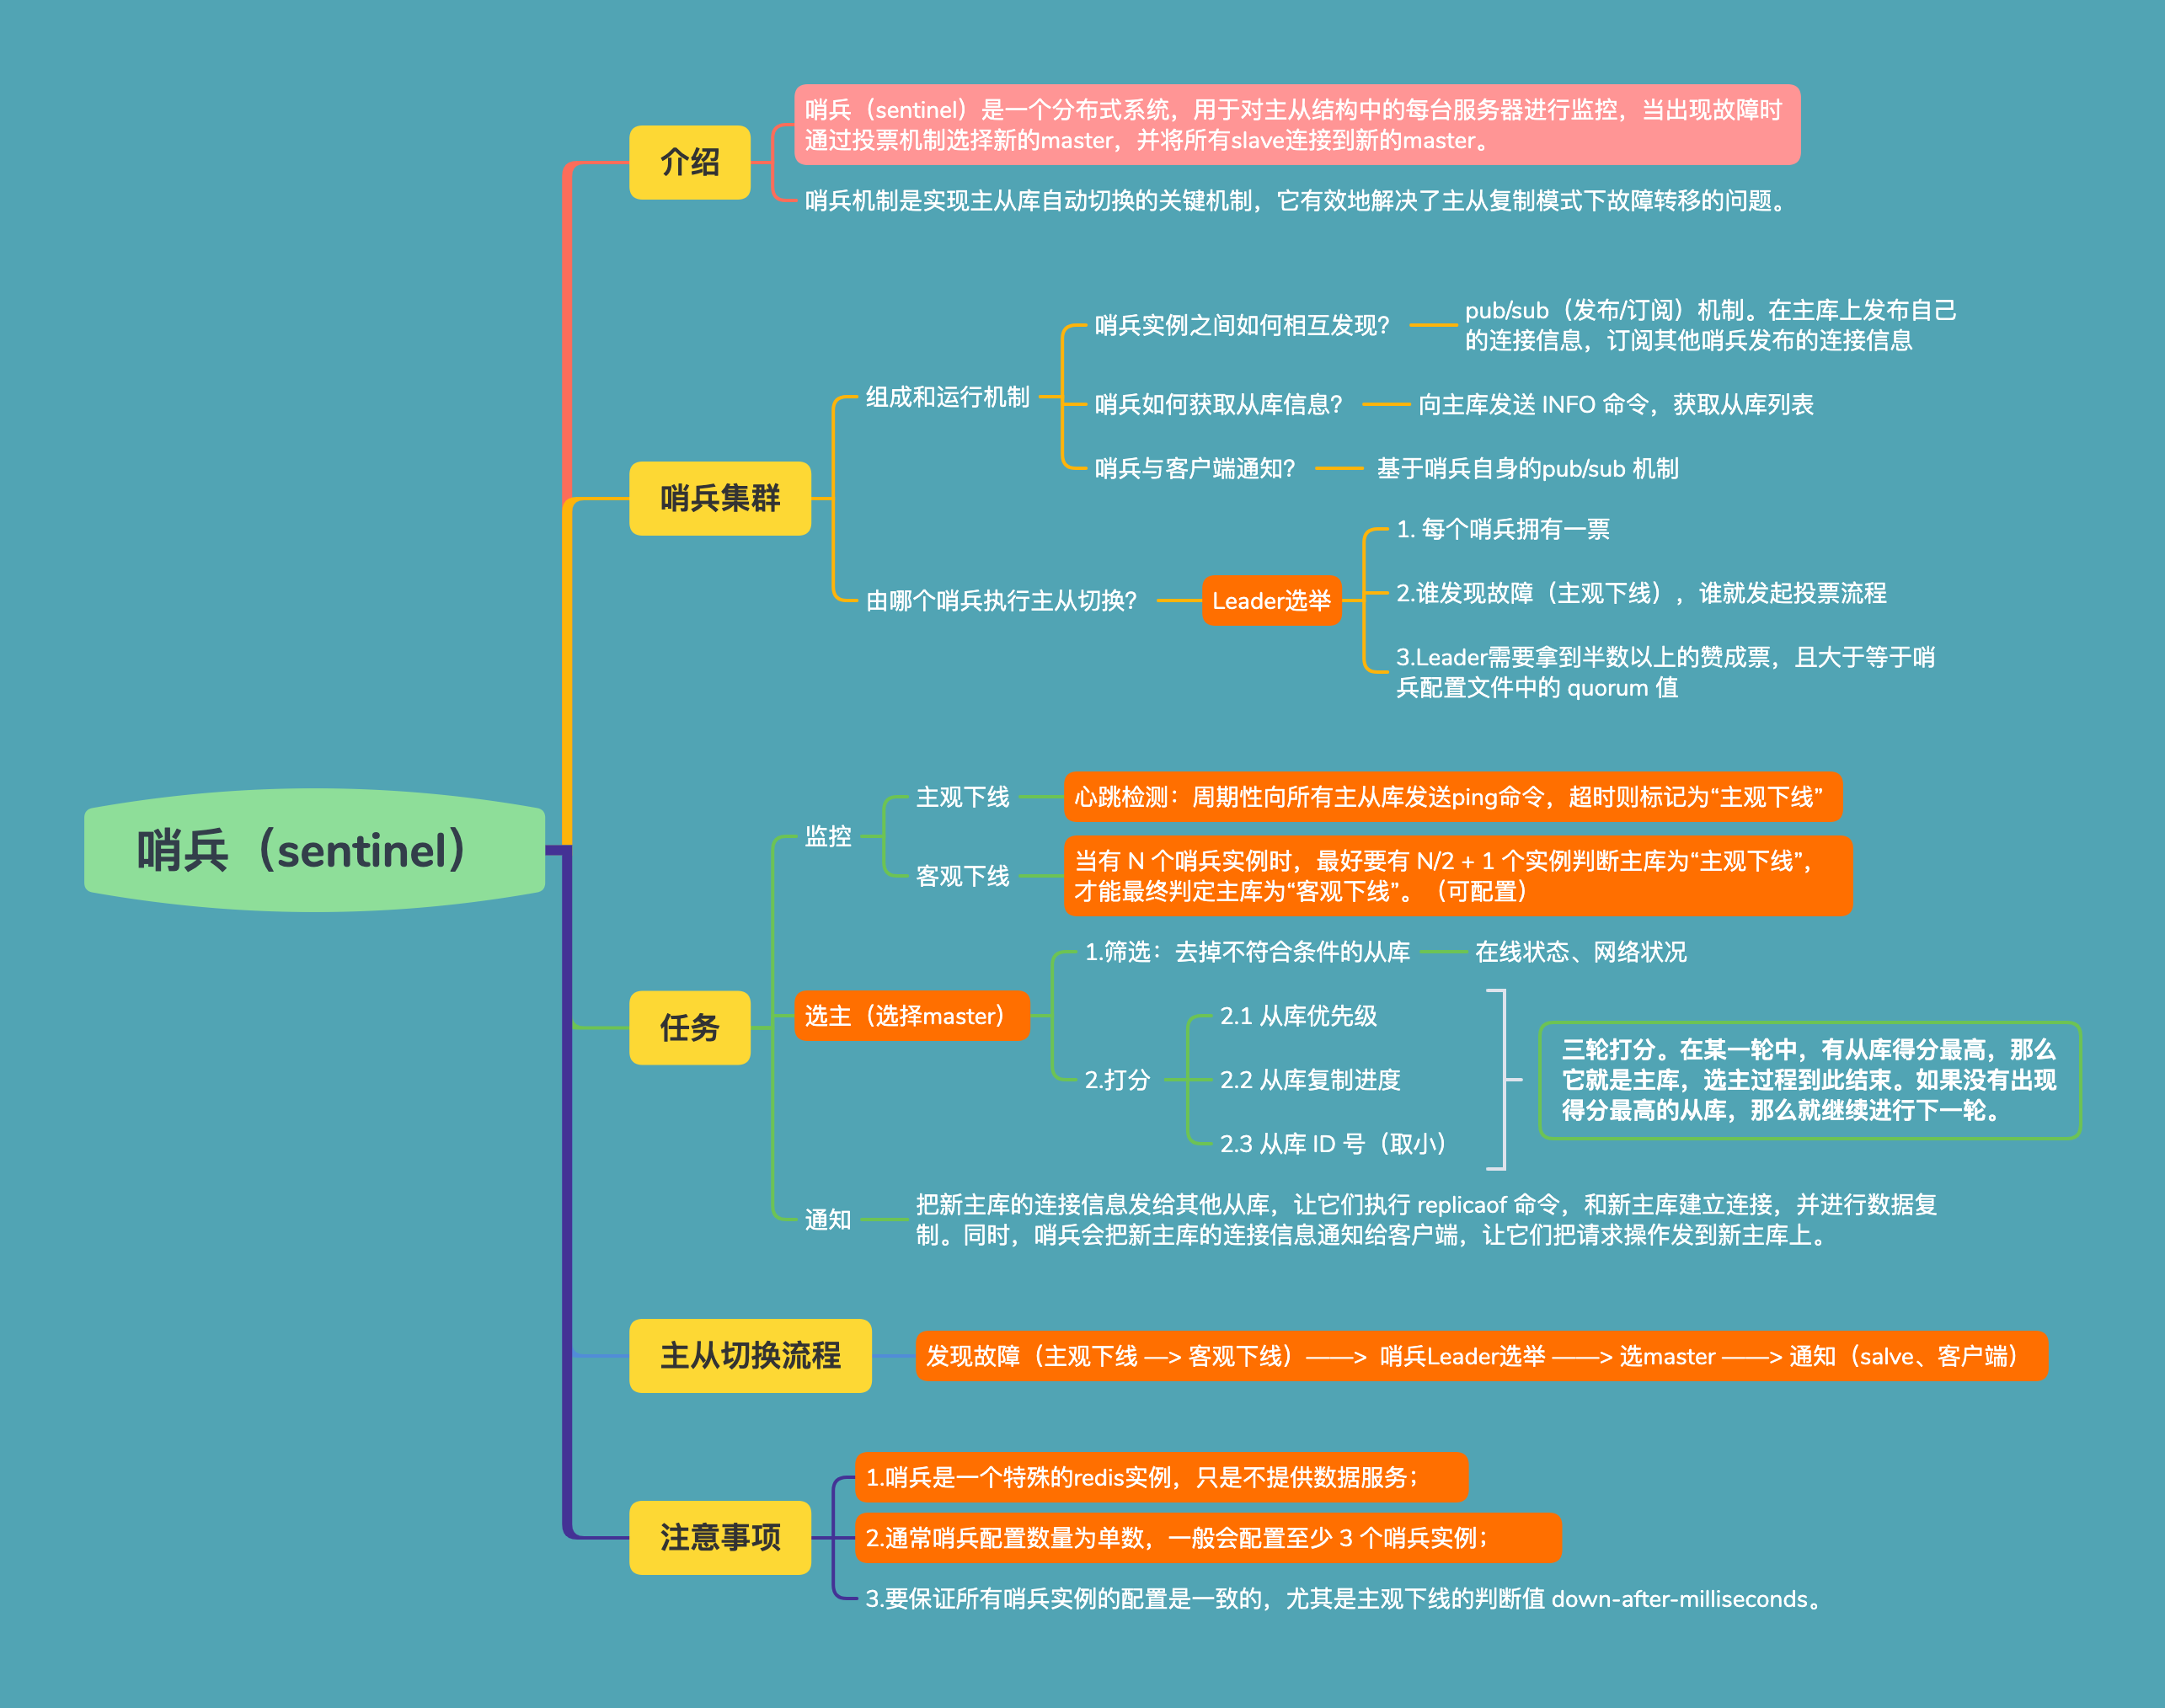 哨兵（sentinel）
介绍
哨兵（sentinel）是一个分布式系统，用于对主从结构中的每台服务器进行监控，当出现故障时
通过投票机制选择新的master，并将所有slave连接到新的master。
哨兵机制是实现主从库自动切换的关键机制，它有效地解决了主从复制模式下故障转移的问题。
哨兵集群
组成和运行机制
哨兵实例之间如何相互发现？
pub/sub（发布/订阅）机制。在主库上发布自己
的连接信息，订阅其他哨兵发布的连接信息
哨兵如何获取从库信息？
向主库发送 INFO 命令，获取从库列表
哨兵与客户端通知？
基于哨兵自身的pub/sub 机制
由哪个哨兵执行主从切换？
Leader选举
1. 每个哨兵拥有一票
2.谁发现故障（主观下线），谁就发起投票流程
3.Leader需要拿到半数以上的赞成票，且大于等于哨
兵配置文件中的 quorum 值
任务
监控
主观下线
心跳检测：周期性向所有主从库发送ping命令，超时则标记为“主观下线”
客观下线
当有 N 个哨兵实例时，最好要有 N/2 + 1 个实例判断主库为“主观下线”，
才能最终判定主库为“客观下线”。（可配置）
选主（选择master）
1.筛选：去掉不符合条件的从库
在线状态、网络状况
2.打分
2.1 从库优先级
2.2 从库复制进度
2.3 从库 ID 号（取小）
三轮打分。在某一轮中，有从库得分最高，那么
它就是主库，选主过程到此结束。如果没有出现
得分最高的从库，那么就继续进行下一轮。
通知
把新主库的连接信息发给其他从库，让它们执行 replicaof 命令，和新主库建立连接，并进行数据复
制。同时，哨兵会把新主库的连接信息通知给客户端，让它们把请求操作发到新主库上。
主从切换流程
发现故障（主观下线 —> 客观下线）——> 哨兵Leader选举 ——> 选master ——> 通知（salve、客户端）
注意事项
1.哨兵是一个特殊的redis实例，只是不提供数据服务；
2.通常哨兵配置数量为单数，一般会配置至少 3 个哨兵实例；
3.要保证所有哨兵实例的配置是一致的，尤其是主观下线的判断值 down-after-milliseconds。